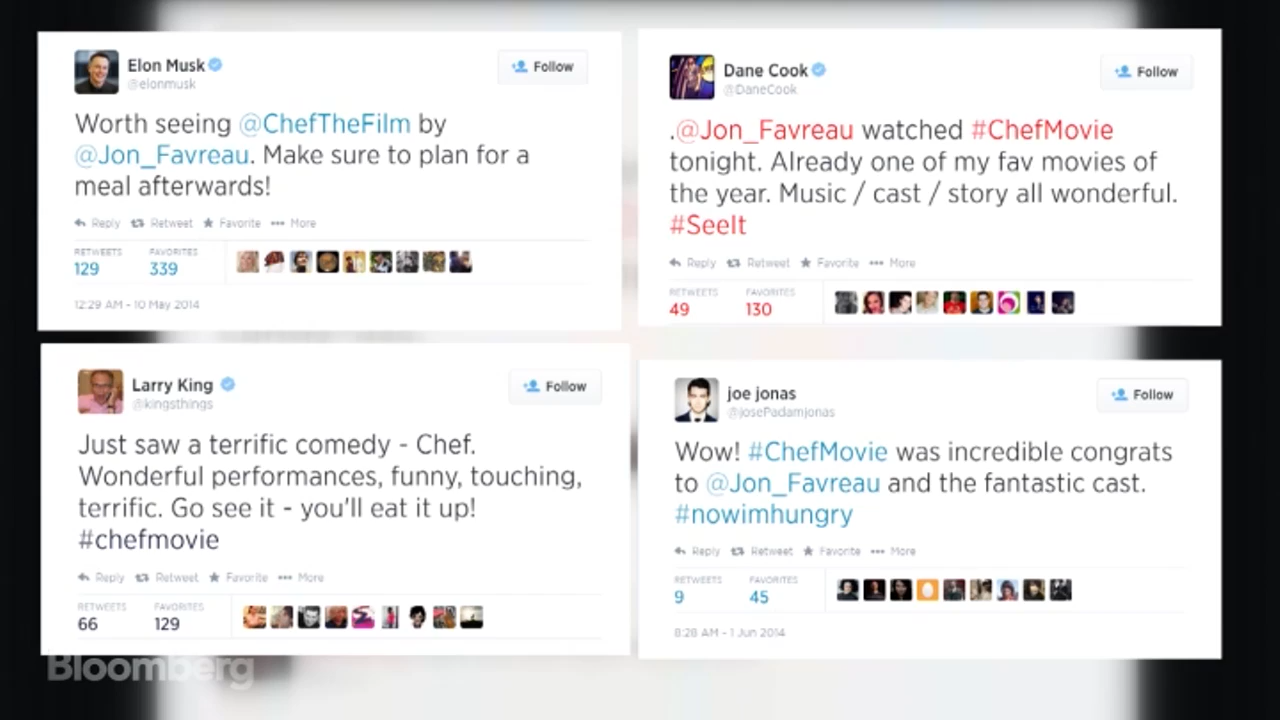 Elon Musk
@elonmusk
Follow
Worth seeing @ChefTheFilm by
@Jon_Favreau. Make sure to plan for a
meal afterwards!
Reply Retweet Favorite More
RETWEETS FAVORITES
129 339
12:29 AM - 10 May 2014
Dane Cook
@DaneCook
Follow
.@Jon_Favreau watched #ChefMovie
tonight. Already one of my fav movies of
the year. Music / cast / story all wonderful.
#SeeIt
Reply Retweet Favorite More
RETWEETS FAVORITES
49 130
Larry King
@kingsthings
Follow
Just saw a terrific comedy - Chef.
Wonderful performances, funny, touching,
terrific. Go see it - you'll eat it up!
#chefmovie
Reply Retweet Favorite More
RETWEETS FAVORITES
66 129
joe jonas
@josePadamjonas
Follow
Wow! #ChefMovie was incredible congrats
to @Jon_Favreau and the fantastic cast.
#nowimhungry
Reply Retweet Favorite More
RETWEETS FAVORITES
9 45
8:28 AM - 1 Jun 2014
Bloomberg